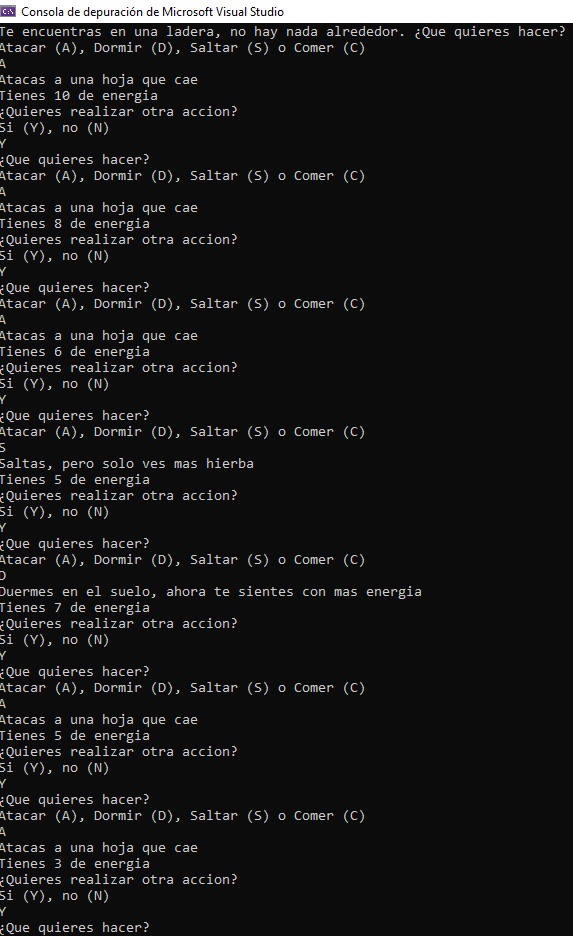 Consola de depuración de Microsoft Visual Studio
Te encuentras en una ladera, no hay nada alrededor. ¿Que quieres hacer?
Atacar (A), Dormir (D), Saltar (S) o Comer (C)
A
Atacas a una hoja que cae
Tienes 10 de energia
¿Quieres realizar otra accion?
Si (Y), no (N)
Y
¿Que quieres hacer?
Atacar (A), Dormir (D), Saltar (S) o Comer (C)
A
Atacas a una hoja que cae
Tienes 8 de energia
¿Quieres realizar otra accion?
Si (Y), no (N)
Y
¿Que quieres hacer?
Atacar (A), Dormir (D), Saltar (S) o Comer (C)
A
Atacas a una hoja que cae
Tienes 6 de energia
¿Quieres realizar otra accion?
Si (Y), no (N)
Y
¿Que quieres hacer?
Atacar (A), Dormir (D), Saltar (S) o Comer (C)
S
Saltas, pero solo ves mas hierba
Tienes 5 de energia
¿Quieres realizar otra accion?
Si (Y), no (N)
Y
¿Que quieres hacer?
Atacar (A), Dormir (D), Saltar (S) o Comer (C)
D
Duermes en el suelo, ahora te sientes con mas energia
Tienes 7 de energia
¿Quieres realizar otra accion?
Si (Y), no (N)
Y
¿Que quieres hacer?
Atacar (A), Dormir (D), Saltar (S) o Comer (C)
A
Atacas a una hoja que cae
Tienes 5 de energia
¿Quieres realizar otra accion?
Si (Y), no (N)
Y
¿Que quieres hacer?
Atacar (A), Dormir (D), Saltar (S) o Comer (C)
A
Atacas a una hoja que cae
Tienes 3 de energia
¿Quieres realizar otra accion?
Si (Y), no (N)
Y
¿Que quieres hacer?